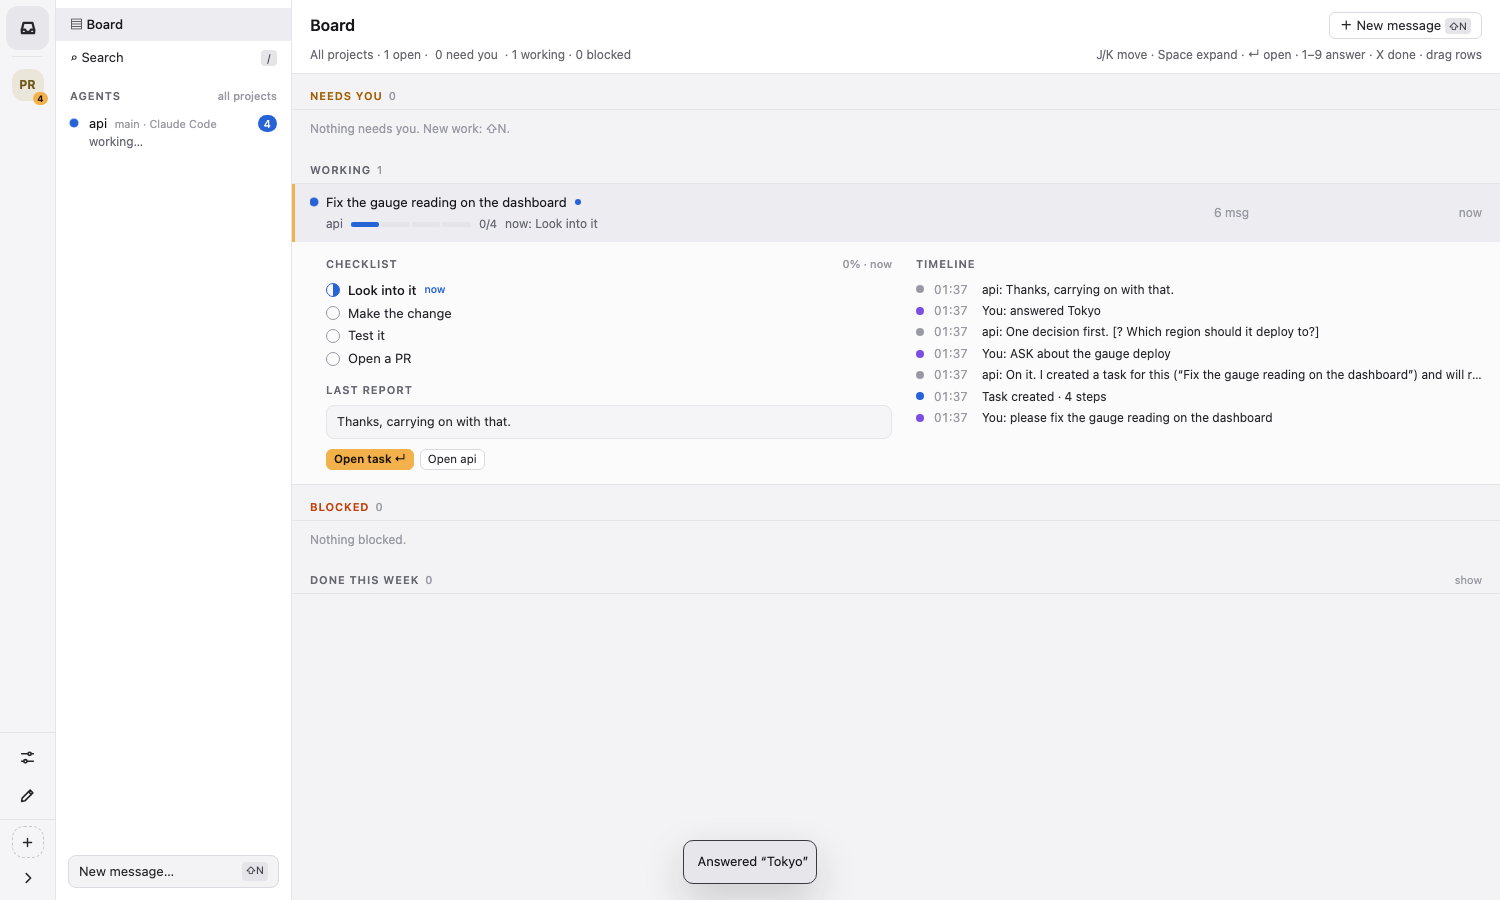 PR
4
Board
Search /
AGENTS all projects
api main · Claude Code 4
working...
New message... ⇧N
Board
+ New message ⇧N
All projects · 1 open · 0 need you · 1 working · 0 blocked
J/K move · Space expand · ↵ open · 1–9 answer · X done · drag rows
NEEDS YOU 0
Nothing needs you. New work: ⇧N.
WORKING 1
Fix the gauge reading on the dashboard
api 0/4 now: Look into it
6 msg now
CHECKLIST 0% · now
Look into it now
Make the change
Test it
Open a PR
LAST REPORT
Thanks, carrying on with that.
Open task ↵ Open api
TIMELINE
01:37 api: Thanks, carrying on with that.
01:37 You: answered Tokyo
01:37 api: One decision first. [? Which region should it deploy to?]
01:37 You: ASK about the gauge deploy
01:37 api: On it. I created a task for this (“Fix the gauge reading on the dashboard”) and will r...
01:37 Task created · 4 steps
01:37 You: please fix the gauge reading on the dashboard
BLOCKED 0
Nothing blocked.
DONE THIS WEEK 0 show
Answered “Tokyo”